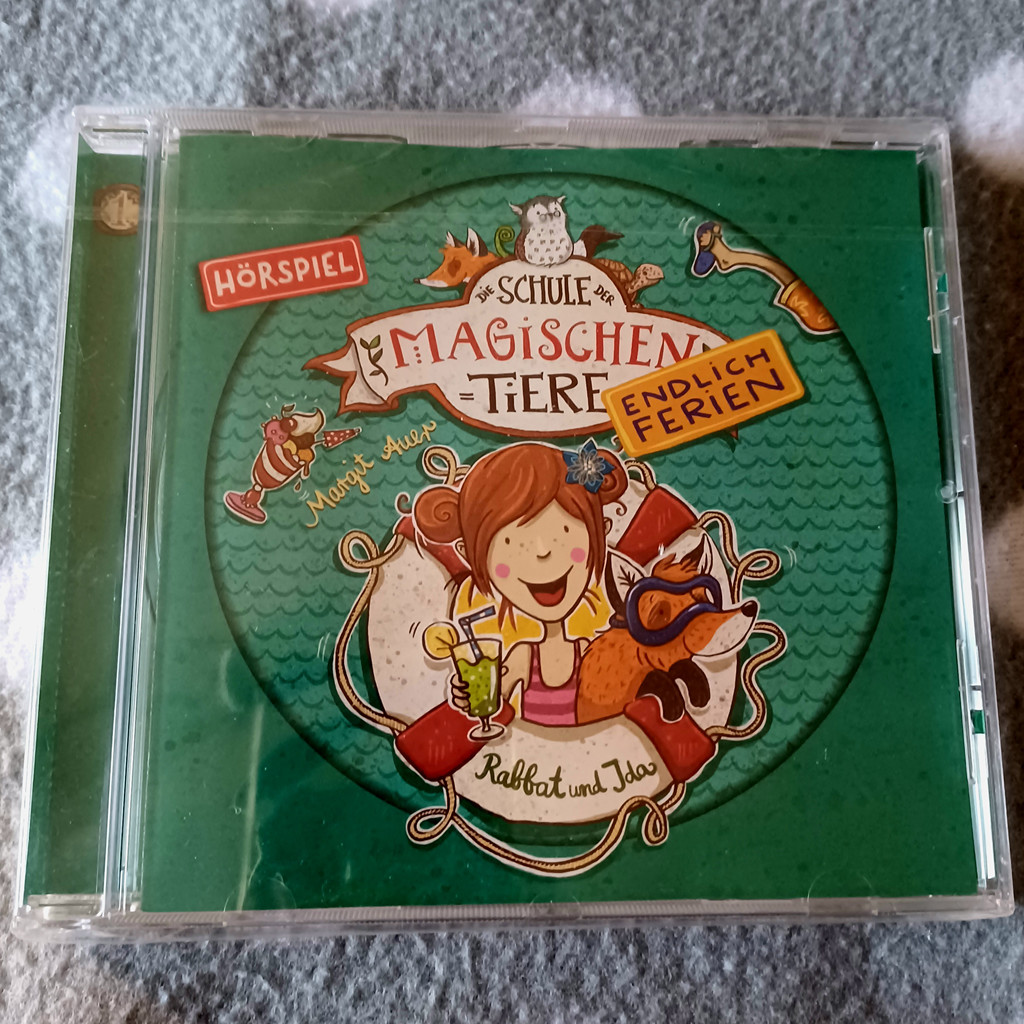 1
HÖRSPIEL
DIE SCHULE DER
MAGISCHEN
TIERE
ENDLICH
FERIEN
Margit Auer
Rabbat und Ida